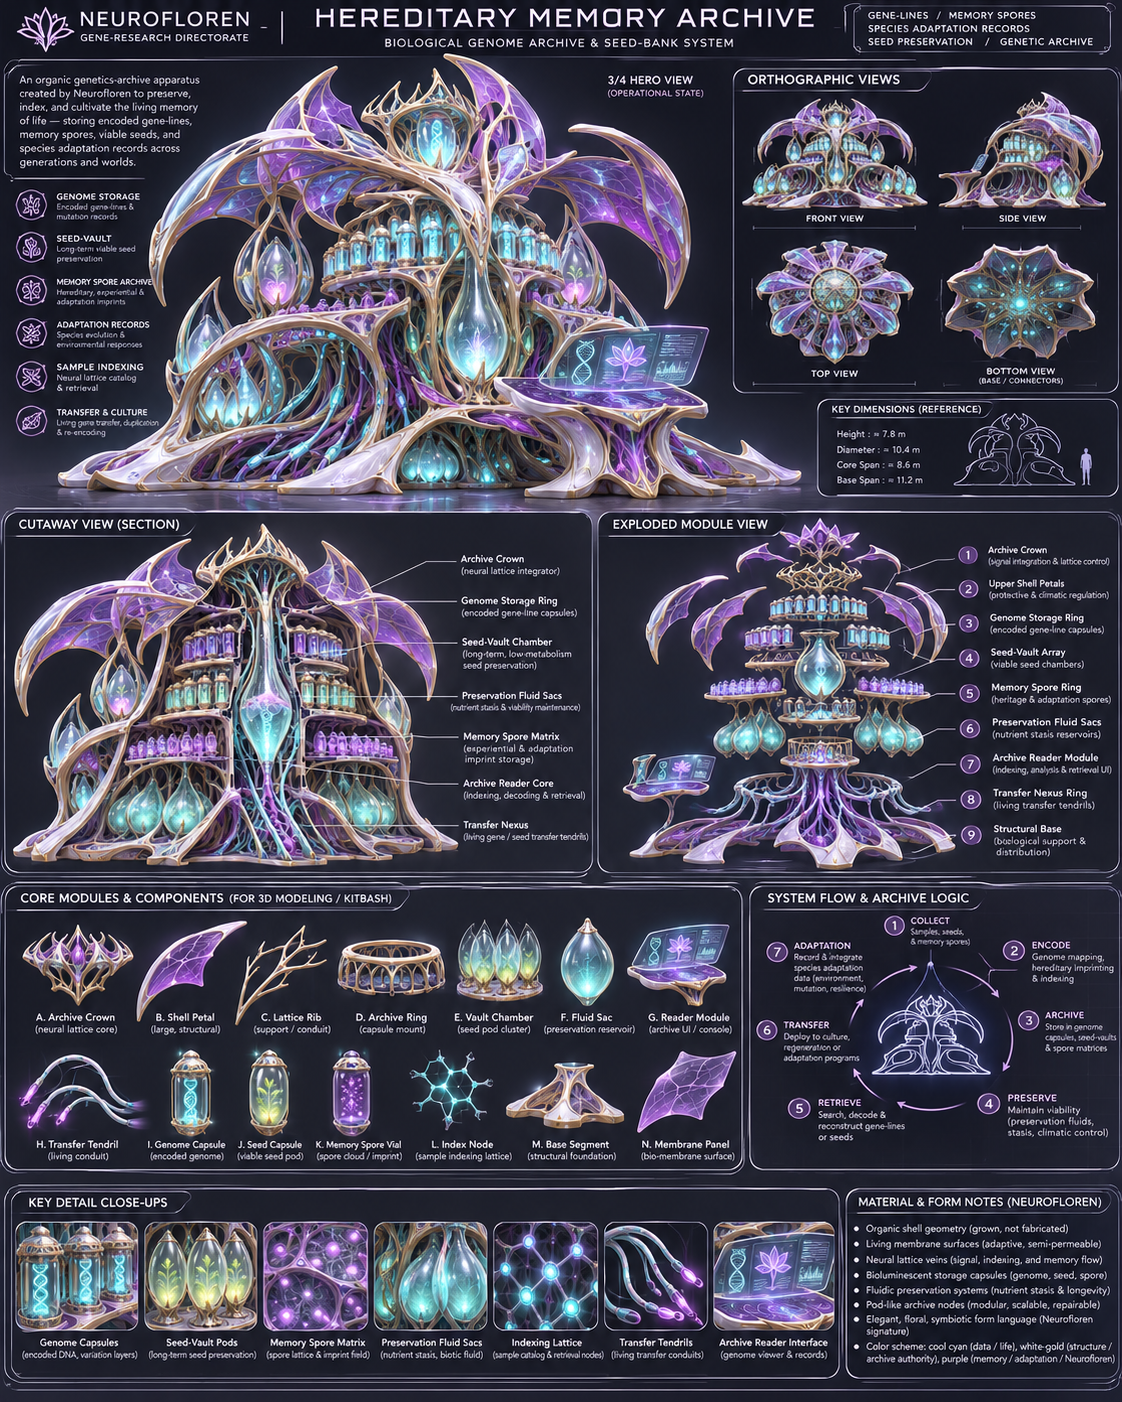 NEUROFLOREN
GENE-RESEARCH DIRECTORATE
HEREDITARY MEMORY ARCHIVE
BIOLOGICAL GENOME ARCHIVE & SEED-BANK SYSTEM
GENE-LINES / MEMORY SPORES
SPECIES ADAPTATION RECORDS
SEED PRESERVATION / GENETIC ARCHIVE
An organic genetics-archive apparatus
created by Neurofloren to preserve,
index, and cultivate the living memory
of life — storing encoded gene-lines,
memory spores, viable seeds, and
species adaptation records across
generations and worlds.
GENOME STORAGE
Encoded gene-lines &
mutation records
SEED-VAULT
Long-term viable seed
preservation
MEMORY SPORE ARCHIVE
Hereditary, experiential &
adaptation imprints
ADAPTATION RECORDS
Species evolution &
environmental responses
SAMPLE INDEXING
Neural lattice catalog
& retrieval
TRANSFER & CULTURE
Living gene transfer, duplication
& re-encoding
3/4 HERO VIEW
(OPERATIONAL STATE)
ORTHOGRAPHIC VIEWS
FRONT VIEW
SIDE VIEW
TOP VIEW
BOTTOM VIEW
(BASE / CONNECTORS)
KEY DIMENSIONS (REFERENCE)
Height : ≈ 7.8 m
Diameter : ≈ 10.4 m
Core Span : ≈ 8.6 m
Base Span : ≈ 11.2 m
CUTAWAY VIEW (SECTION)
Archive Crown
(neural lattice integrator)
Genome Storage Ring
(encoded gene-line capsules)
Seed-Vault Chamber
(long-term, low-metabolism
seed preservation)
Preservation Fluid Sacs
(nutrient stasis & viability maintenance)
Memory Spore Matrix
(experiential & adaptation
imprint storage)
Archive Reader Core
(indexing, decoding & retrieval)
Transfer Nexus
(living gene / seed transfer tendrils)
EXPLODED MODULE VIEW
1 Archive Crown
(signal integration & lattice control)
2 Upper Shell Petals
(protective & climatic regulation)
3 Genome Storage Ring
(encoded gene-line capsules)
4 Seed-Vault Array
(viable seed chambers)
5 Memory Spore Ring
(heritage & adaptation spores)
6 Preservation Fluid Sacs
(nutrient stasis reservoirs)
7 Archive Reader Module
(indexing, analysis & retrieval UI)
8 Transfer Nexus Ring
(living transfer tendrils)
9 Structural Base
(biological support &
distribution)
CORE MODULES & COMPONENTS (FOR 3D MODELING / KITBASH)
A. Archive Crown
(neural lattice core)
B. Shell Petal
(large, structural)
C. Lattice Rib
(support / conduit)
D. Archive Ring
(capsule mount)
E. Vault Chamber
(seed pod cluster)
F. Fluid Sac
(preservation reservoir)
G. Reader Module
(archive UI / console)
H. Transfer Tendril
(living conduit)
I. Genome Capsule
(encoded genome)
J. Seed Capsule
(viable seed pod)
K. Memory Spore Vial
(spore cloud / imprint)
L. Index Node
(sample indexing lattice)
M. Base Segment
(structural foundation)
N. Membrane Panel
(bio-membrane surface)
SYSTEM FLOW & ARCHIVE LOGIC
1 COLLECT
Samples, seeds,
& memory spores)
2 ENCODE
Genome mapping,
hereditary imprinting
& indexing
3 ARCHIVE
Store in genome
capsules, seed-vaults
& spore matrices
4 PRESERVE
Maintain viability
(preservation fluids,
stasis, climatic control)
5 RETRIEVE
Search, decode &
reconstruct gene-lines
or seeds
6 TRANSFER
Deploy to culture,
regeneration or
adaptation programs
7 ADAPTATION
Record & integrate
species adaptation
data (environment,
mutation, resilience)
KEY DETAIL CLOSE-UPS
Genome Capsules
(encoded DNA, variation layers)
Seed-Vault Pods
(long-term seed preservation)
Memory Spore Matrix
(spore lattice & imprint field)
Preservation Fluid Sacs
(nutrient stasis, biotic fluid)
Indexing Lattice
(sample catalog & retrieval nodes)
Transfer Tendrils
(living transfer conduits)
Archive Reader Interface
(genome viewer & records)
MATERIAL & FORM NOTES (NEUROFLOREN)
• Organic shell geometry (grown, not fabricated)
• Living membrane surfaces (adaptive, semi-permeable)
• Neural lattice veins (signal, indexing, and memory flow)
• Bioluminescent storage capsules (genome, seed, spore)
• Fluidic preservation systems (nutrient stasis & longevity)
• Pod-like archive nodes (modular, scalable, repairable)
• Elegant, floral, symbiotic form language (Neurofloren
signature)
• Color scheme: cool cyan (data / life), white-gold (structure /
archive authority), purple (memory / adaptation / Neurofloren)